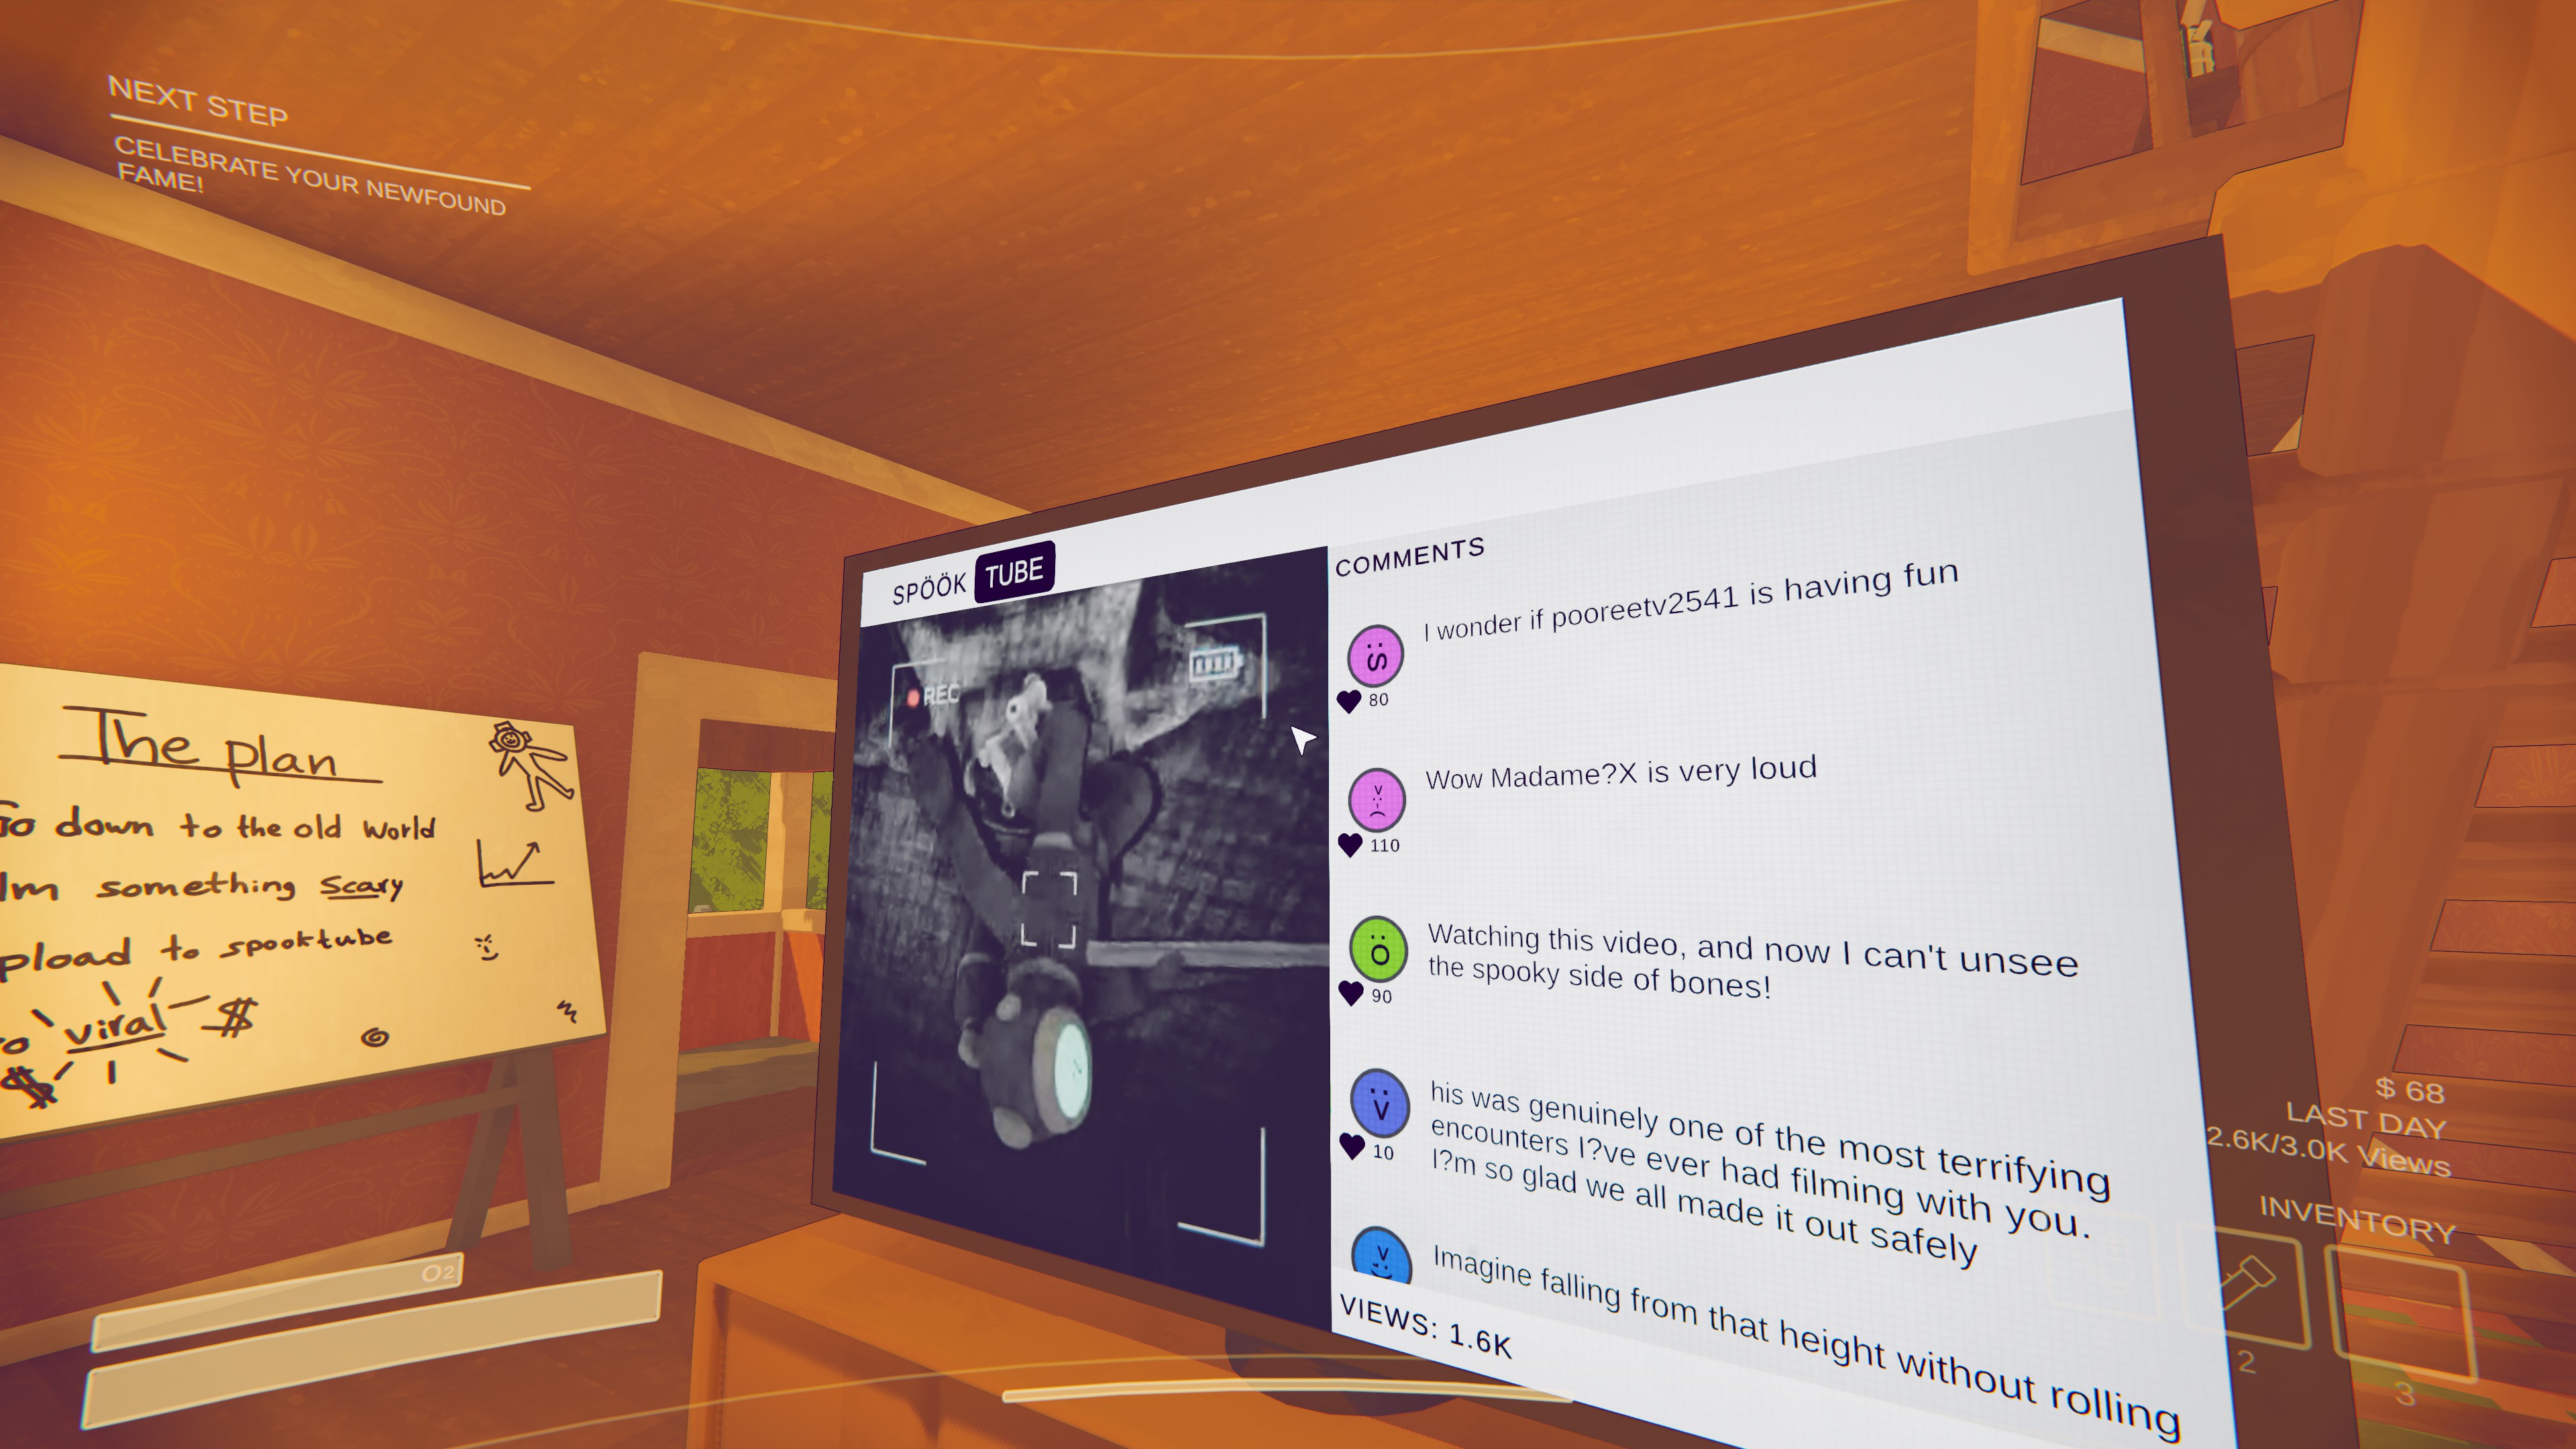 NEXT STEP
CELEBRATE YOUR NEWFOUND
FAME!
The plan
Go down to the old World
lm something Scary
pload to spooktube
o viral $
$
SPÖÖK TUBE
REC
COMMENTS
I wonder if pooreetv2541 is having fun
80
Wow Madame?X is very loud
110
Watching this video, and now I can't unsee
the spooky side of bones!
90
his was genuinely one of the most terrifying
encounters I?ve ever had filming with you.
I?m so glad we all made it out safely
10
Imagine falling from that height without rolling
VIEWS: 1.6K
$ 68
LAST DAY
2.6K/3.0K Views
INVENTORY
2
3
O2